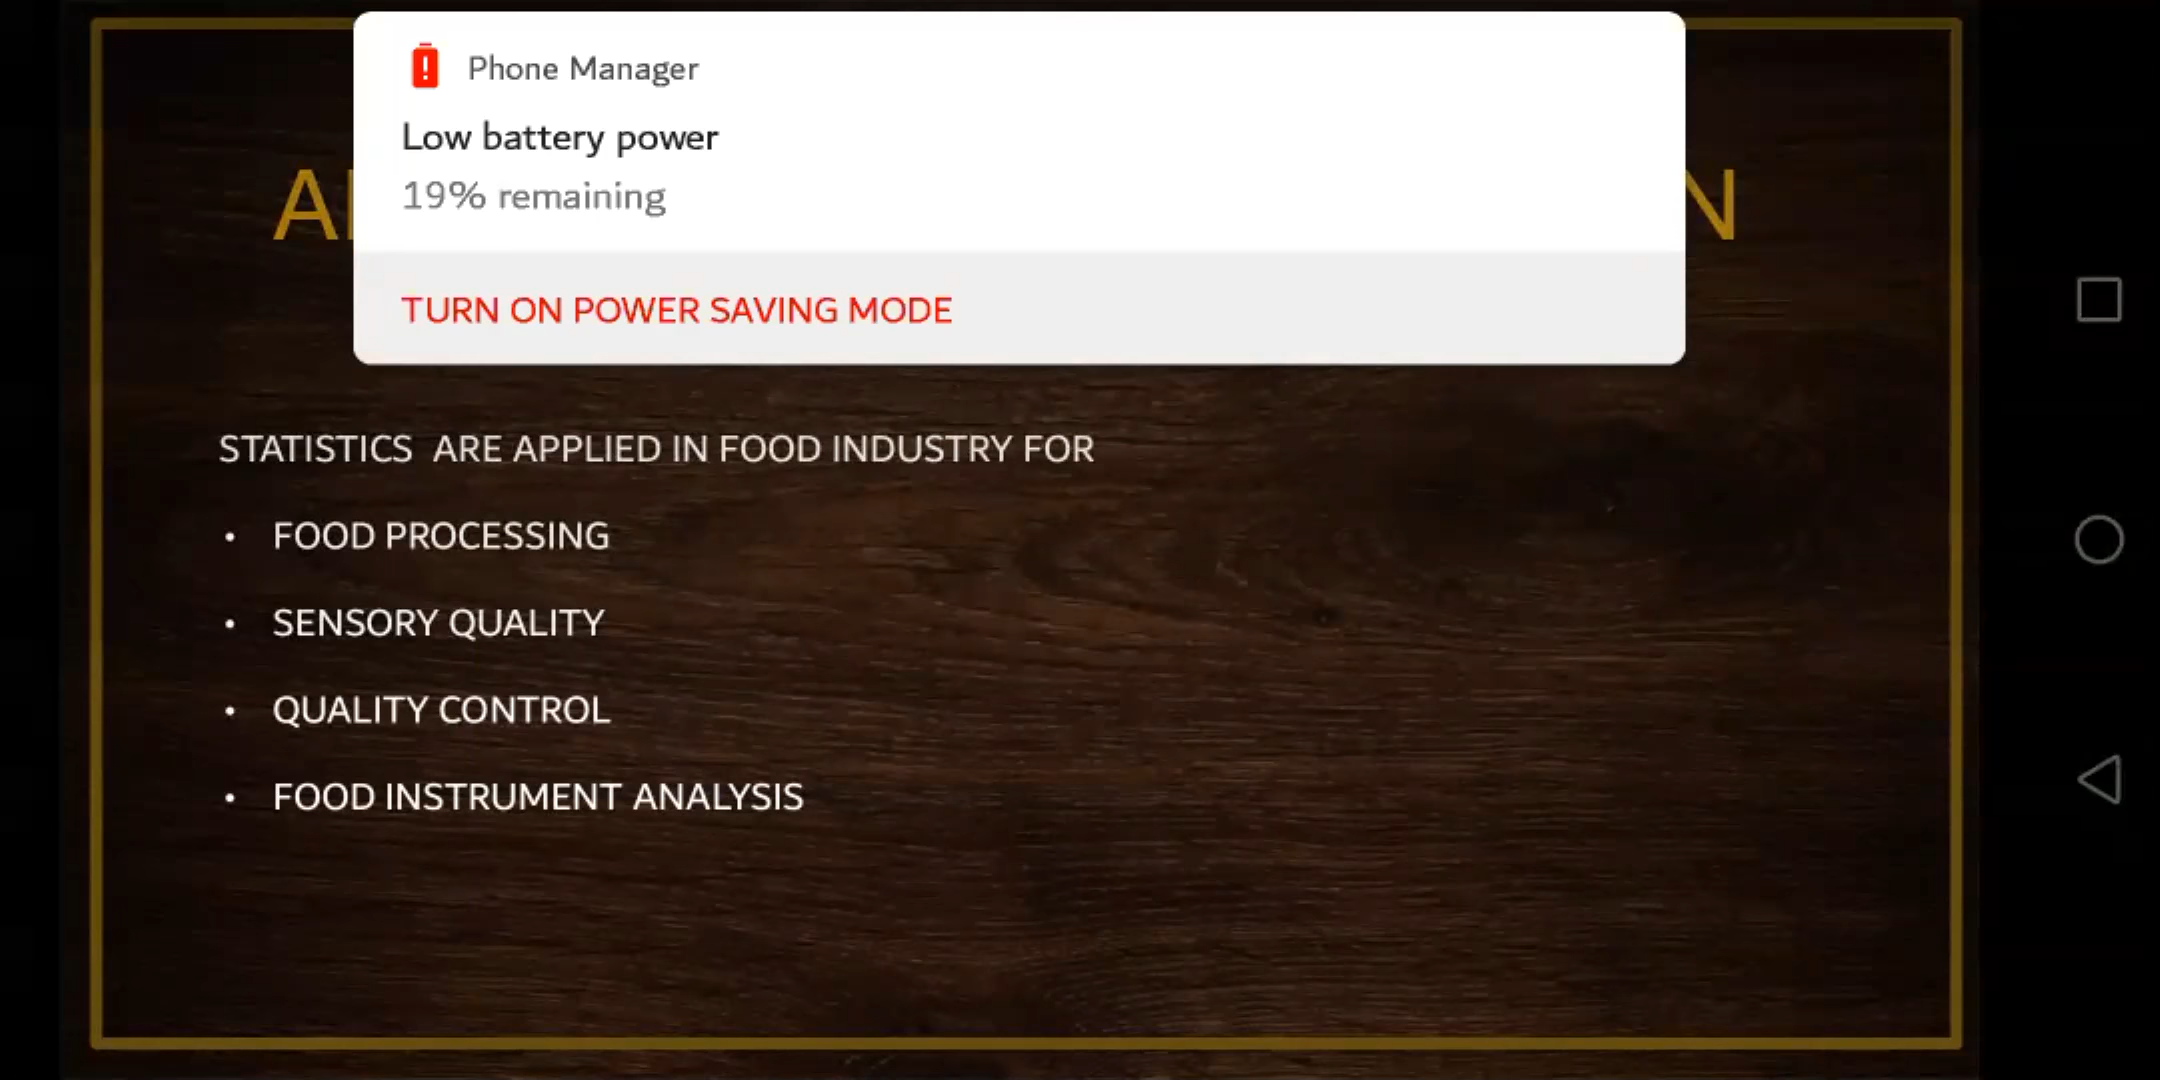 Phone Manager
Low battery power
19% remaining
TURN ON POWER SAVING MODE
STATISTICS ARE APPLIED IN FOOD INDUSTRY FOR
• FOOD PROCESSING
• SENSORY QUALITY
• QUALITY CONTROL
• FOOD INSTRUMENT ANALYSIS